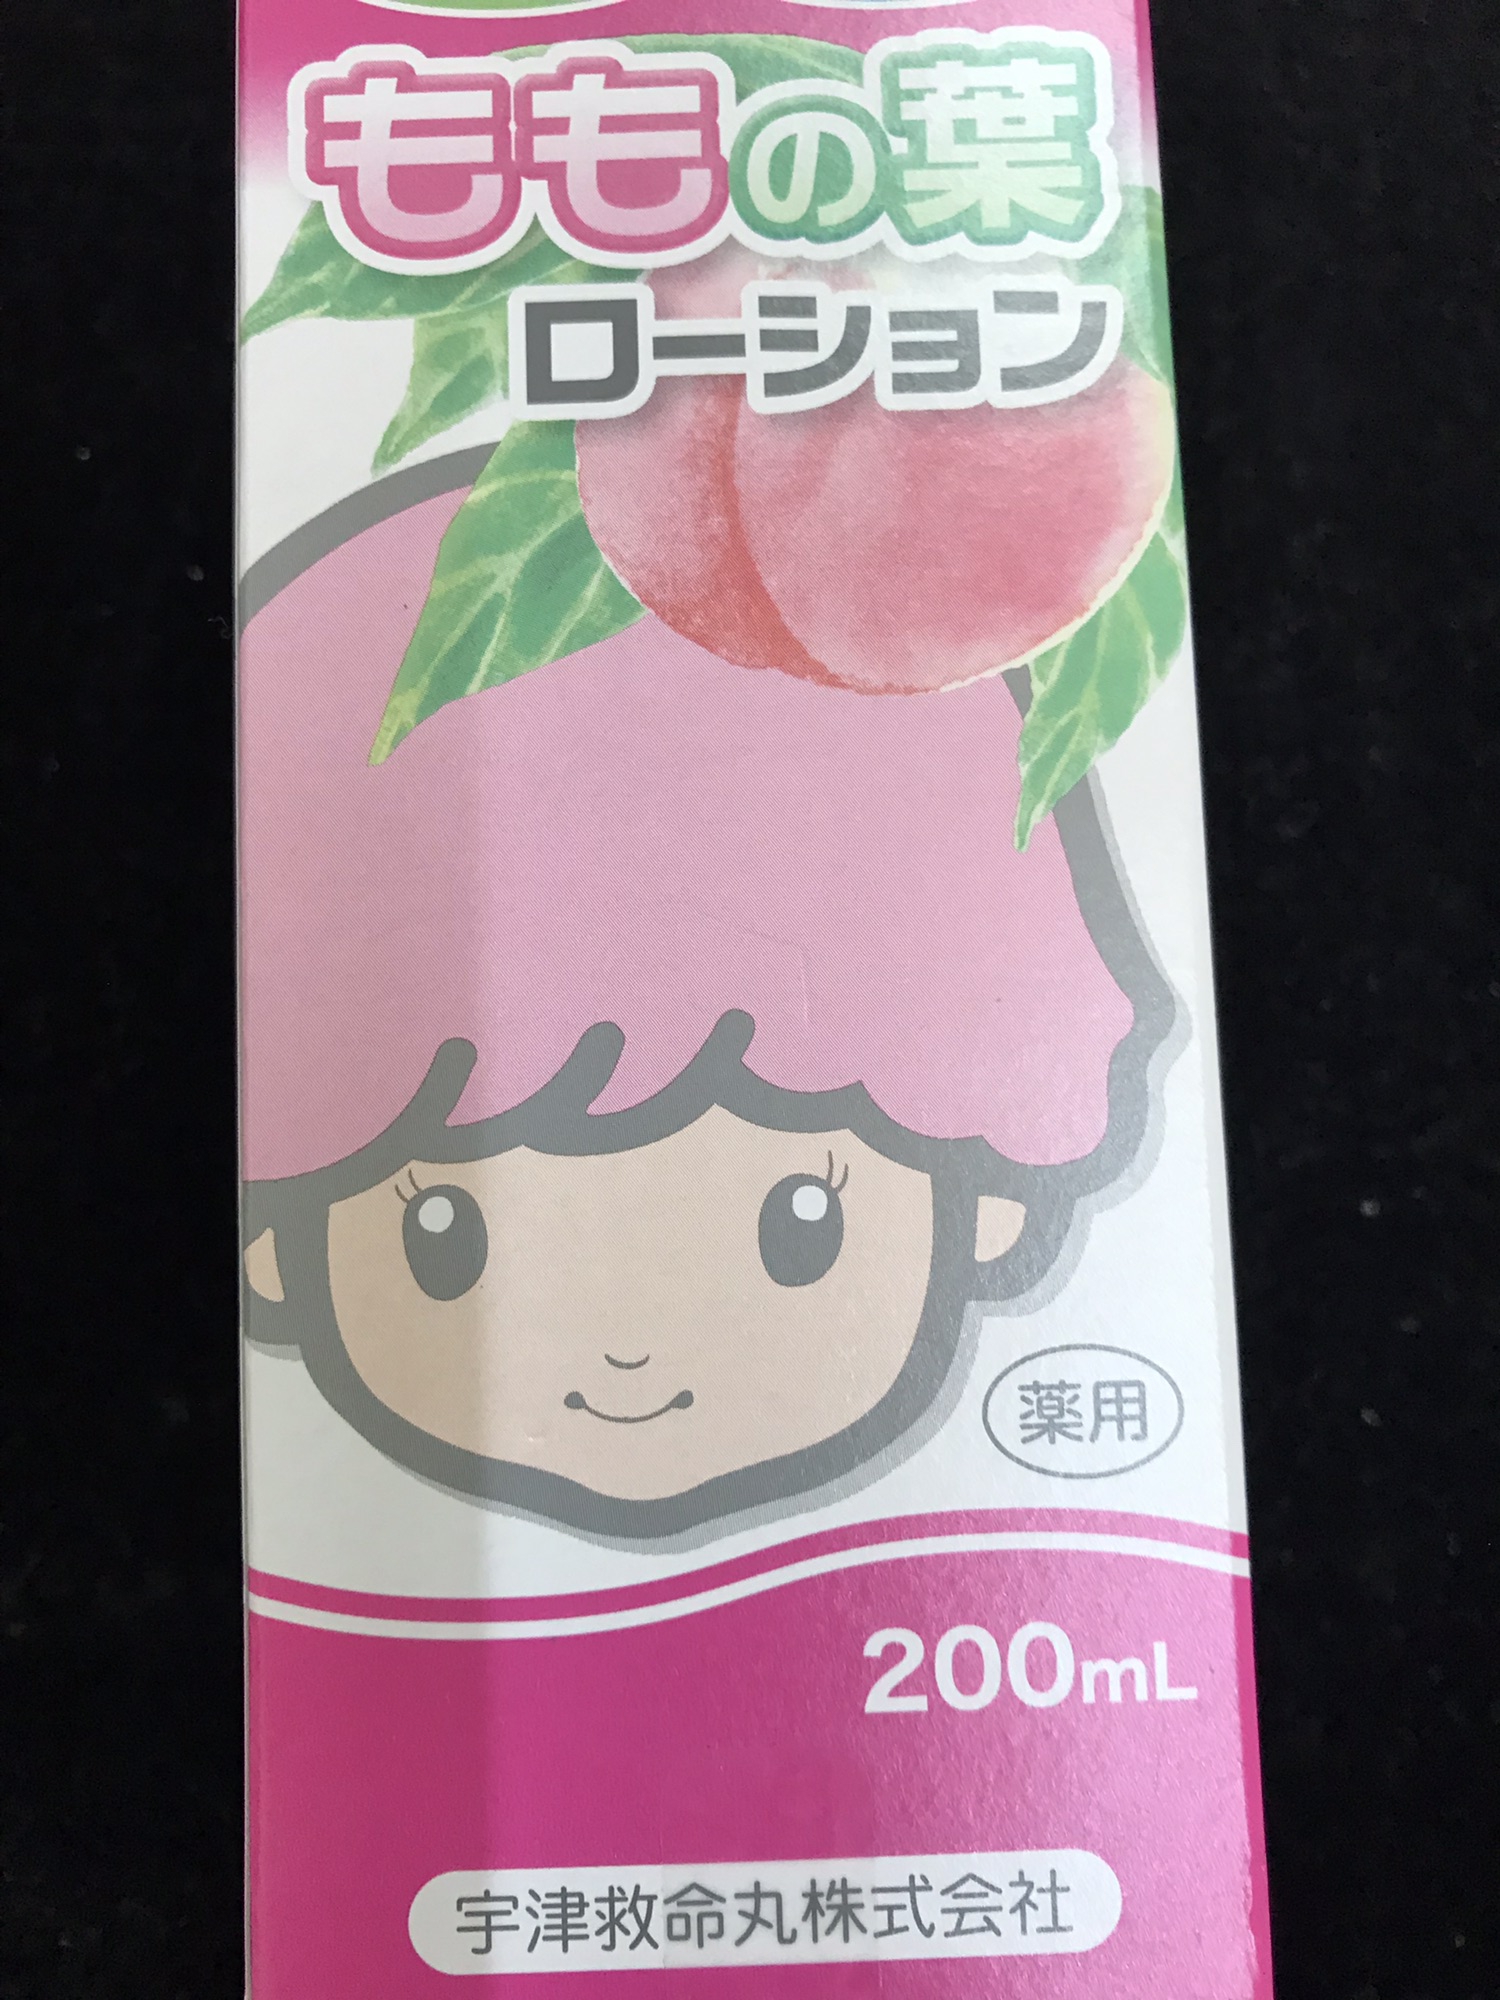 ももの葉
ローション
薬用
200mL
宇津救命丸株式会社